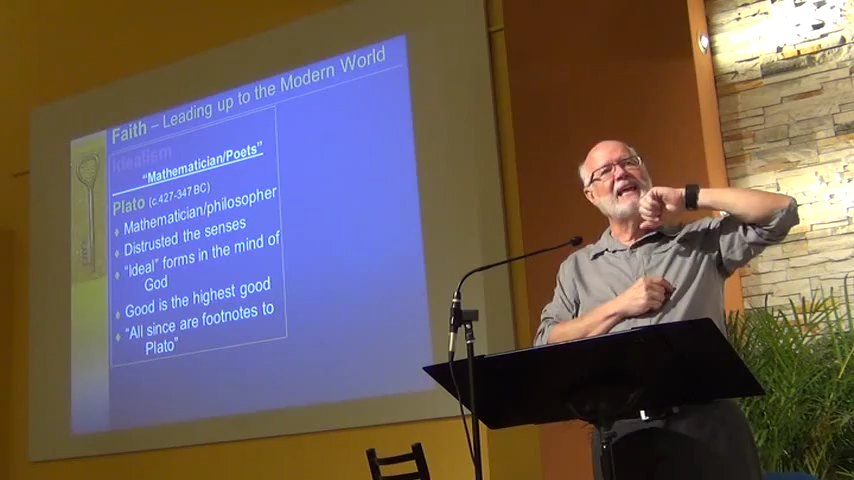 Faith – Leading up to the Modern World
Idealism
"Mathematician/Poets"
Plato (c.427-347 BC)
Mathematician/philosopher
Distrusted the senses
"Ideal" forms in the mind of
God
Good is the highest good
"All since are footnotes to
Plato"